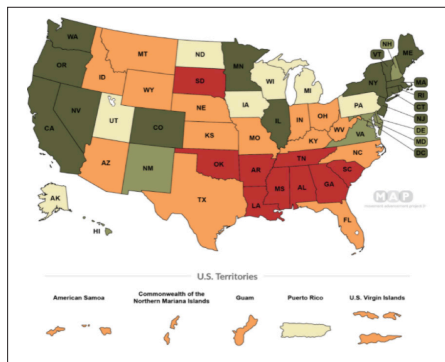 WA
OR
CA
NV
ID
MT
WY
UT
CO
AZ
NM
ND
SD
NE
KS
OK
TX
MN
IA
MO
AR
LA
WI
IL
MI
IN
OH
KY
TN
MS
AL
GA
FL
SC
NC
VA
WV
PA
NY
VT
NH
ME
MA
RI
CT
NJ
DE
MD
DC
AK
HI
MAP
U.S. Territories
American Samoa
Commonwealth of the
Northern Mariana Islands
Guam
Puerto Rico
U.S. Virgin Islands